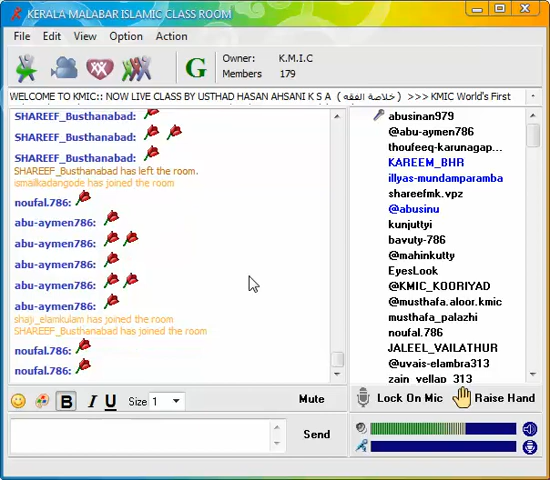 KERALA MALABAR ISLAMIC CLASS ROOM
File Edit View Option Action
G Owner: K.M.I.C
Members 179
WELCOME TO KMIC:: NOW LIVE CLASS BY USTHAD HASAN AHSANI K S A ( خلاصة الفقه ) >>> KMIC World's First
SHAREEF_Busthanabad:
SHAREEF_Busthanabad:
SHAREEF_Busthanabad:
SHAREEF_Busthanabad has left the room.
ismailkadangode has joined the room
noufal.786:
abu-aymen786:
abu-aymen786:
abu-aymen786:
abu-aymen786:
abu-aymen786:
shaji_elamkulam has joined the room
SHAREEF_Busthanabad has joined the room
noufal.786:
noufal.786:
abusinan979
@abu-aymen786
thoufeeq-karunagap...
KAREEM_BHR
illyas-mundamparamba
shareefmk.vpz
@abusinu
kunjuttyi
bavuty-786
@mahinkutty
EyesLook
@KMIC_KOORIYAD
@musthafa.aloor.kmic
musthafa_palazhi
noufal.786
JALEEL_VAILATHUR
@uvais-elambra313
zain_vellap_313
B I U Size 1 Mute
Lock On Mic Raise Hand
Send